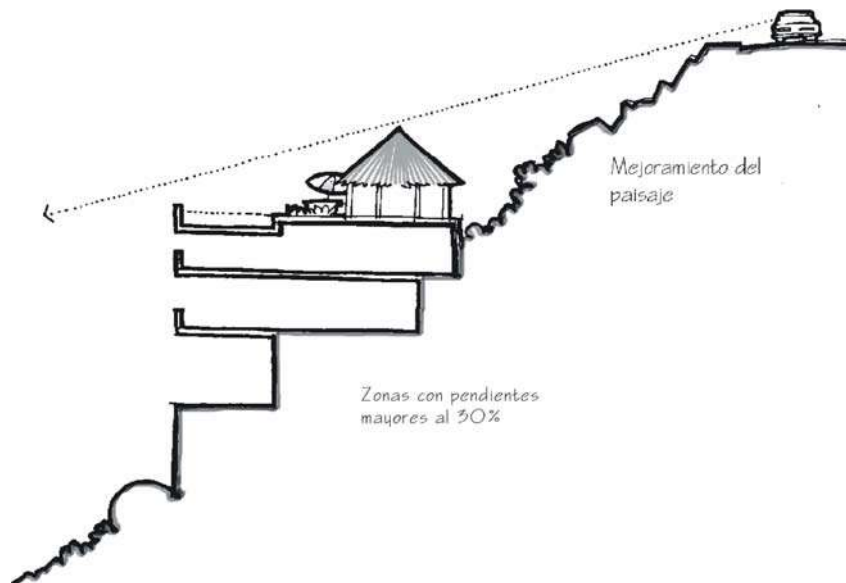 Mejoramiento del
paisaje
Zonas con pendientes
mayores al 30%